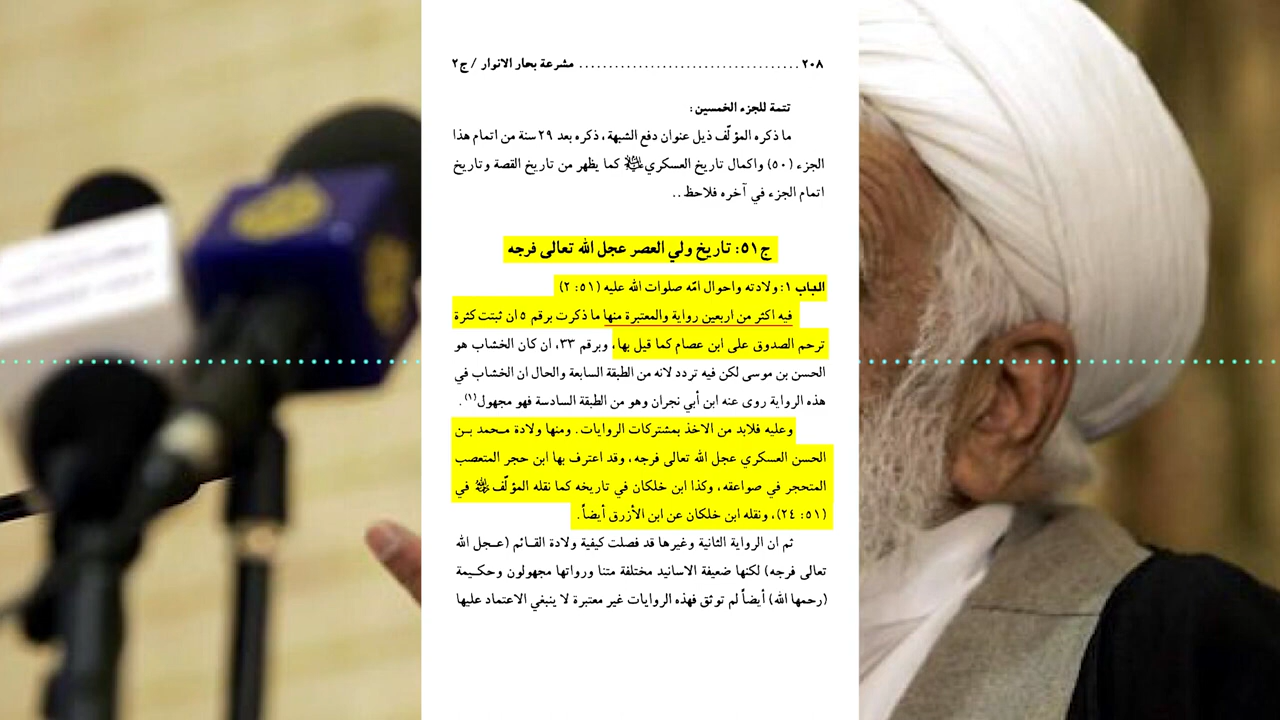 ٢٠٨ ..................................... مشرعة بحار الانوار / ج٢
تتمة للجزء الخمسين:
ما ذكره المؤلّف ذيل عنوان دفع الشبهة، ذكره بعد ٢٩ سنة من اتمام هذا
الجزء (٥٠) واكمال تاريخ العسكري كما يظهر من تاريخ القصة وتاريخ
اتمام الجزء في آخره فلاحظ..
ج٥١: تاريخ ولي العصر عجل الله تعالى فرجه
الباب ١: ولادته واحوال امّه صلوات الله عليه (٥١: ٢)
فيه اكثر من اربعين رواية والمعتبرة منها ما ذكرت برقم ٥ ان ثبتت كثرة
ترحم الصدوق على ابن عصام كما قيل بها، وبرقم ٣٣، ان كان الخشاب هو
الحسن بن موسى لكن فيه تردد لانه من الطبقة السابعة والحال ان الخشاب في
هذه الرواية روى عنه ابن أبي نجران وهو من الطبقة السادسة فهو مجهول(١).
وعليه فلابد من الاخذ بمشتركات الروايات. ومنها ولادة محمد بن
الحسن العسكري عجل الله تعالى فرجه، وقد اعترف بها ابن حجر المتعصب
المتحجر في صواعقه، وكذا ابن خلكان في تاريخه كما نقله المؤلّف في
(٥١: ٢٤)، ونقله ابن خلكان عن ابن الأزرق أيضاً.
ثم ان الرواية الثانية وغيرها قد فصلت كيفية ولادة القائم (عجل الله
تعالى فرجه) لكنها ضعيفة الاسانيد مختلفة متنا ورواتها مجهولون وحكيمة
(رحمها الله) أيضاً لم توثق فهذه الروايات غير معتبرة لا ينبغي الاعتماد عليها